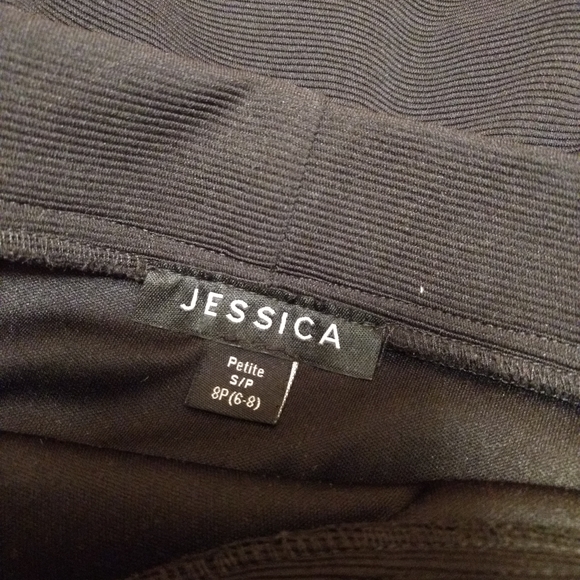 JESSICA
Petite
S/P
8P(6-8)